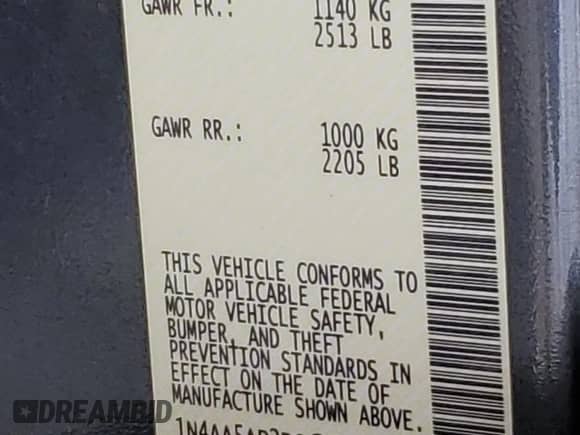 GAWR FR.: 1140 KG
2513 LB
GAWR RR.: 1000 KG
2205 LB
THIS VEHICLE CONFORMS TO
ALL APPLICABLE FEDERAL
MOTOR VEHICLE SAFETY,
BUMPER, AND THEFT
PREVENTION STANDARDS IN
EFFECT ON THE DATE OF
MANUFACTURE SHOWN ABOVE.
DREAMBID